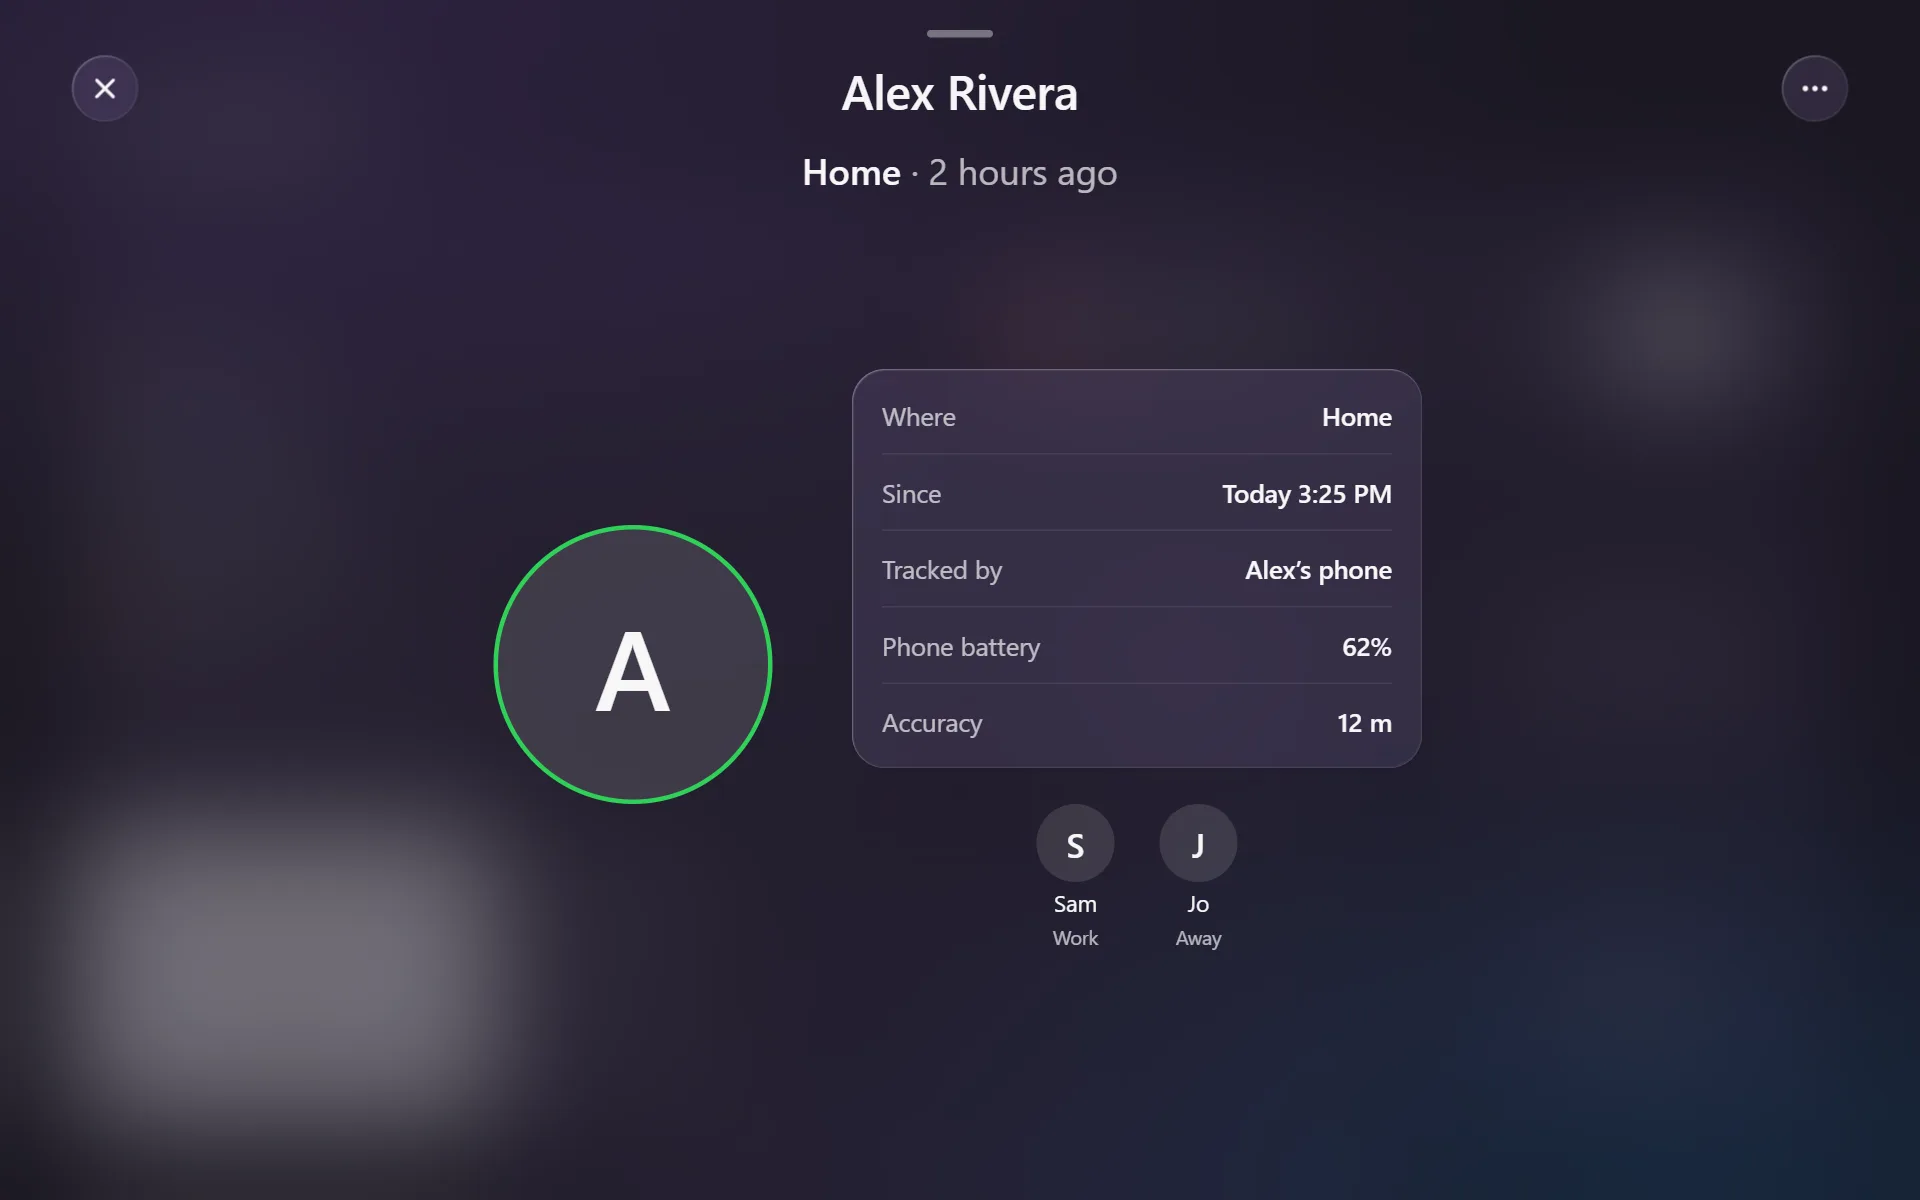 Alex Rivera
Home · 2 hours ago
Where Home
Since Today 3:25 PM
Tracked by Alex’s phone
Phone battery 62%
Accuracy 12 m
A
S J
Sam Jo
Work Away